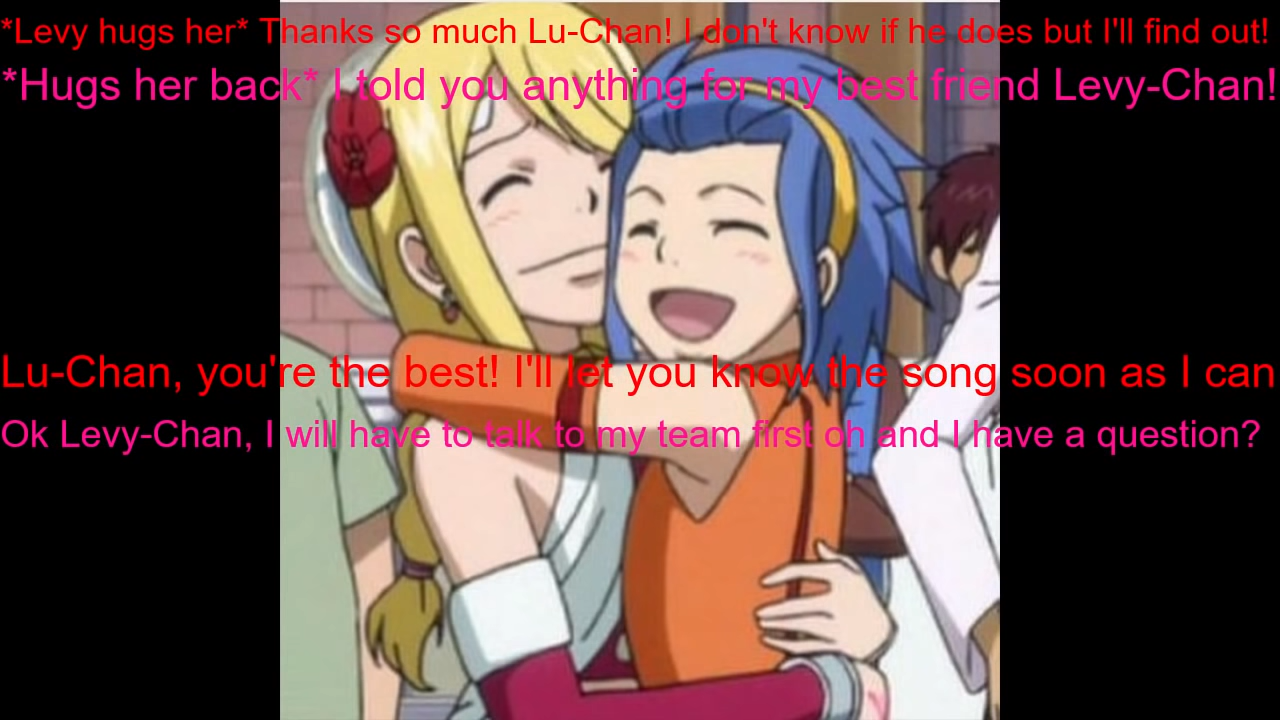 *Levy hugs her* Thanks so much Lu-Chan! I don't know if he does but I'll find out!
*Hugs her back* I told you anything for my best friend Levy-Chan!
Lu-Chan, you're the best! I'll let you know the song soon as I can
Ok Levy-Chan, I will have to talk to my team first oh and I have a question?